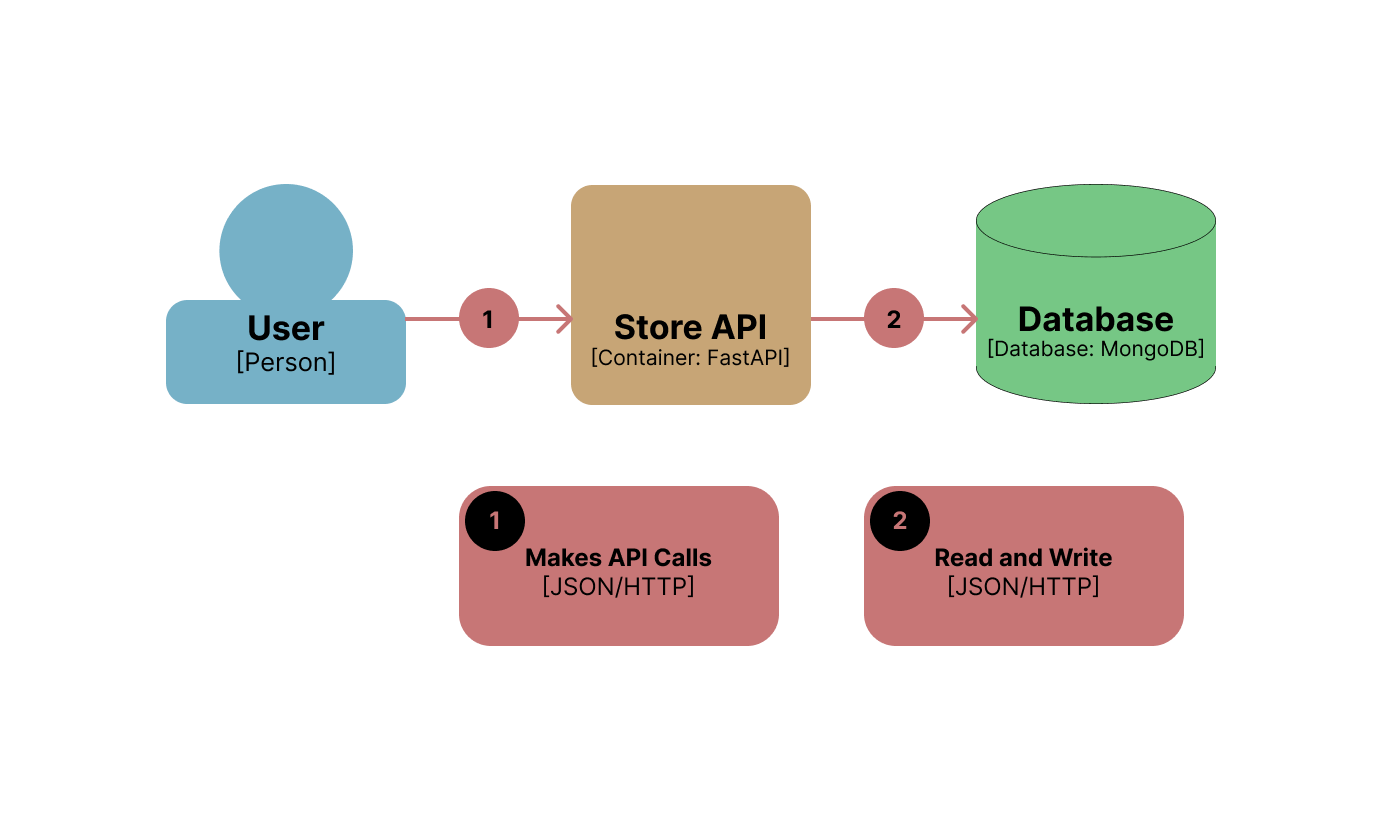 User
[Person]
1
Store API
[Container: FastAPI]
2
Database
[Database: MongoDB]
1
Makes API Calls
[JSON/HTTP]
2
Read and Write
[JSON/HTTP]